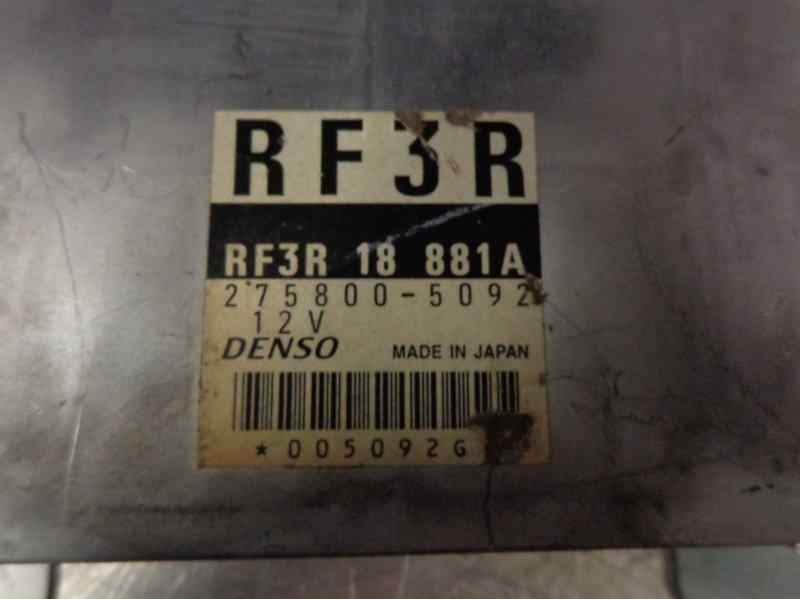 RF3R
RF3R 18 881A
275800-5092
12V
DENSO MADE IN JAPAN
*005092G